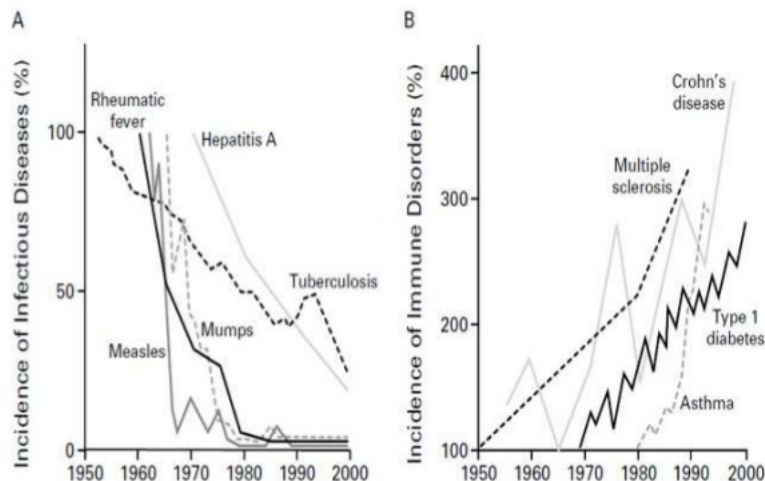 A
Incidence of Infectious Diseases (%)
100
50
0
Rheumatic
fever
Hepatitis A
Tuberculosis
Mumps
Measles
1950 1960 1970 1980 1990 2000
B
Incidence of Immune Disorders (%)
400
300
200
100
Crohn's
disease
Multiple
sclerosis
Type 1
diabetes
Asthma
1950 1960 1970 1980 1990 2000